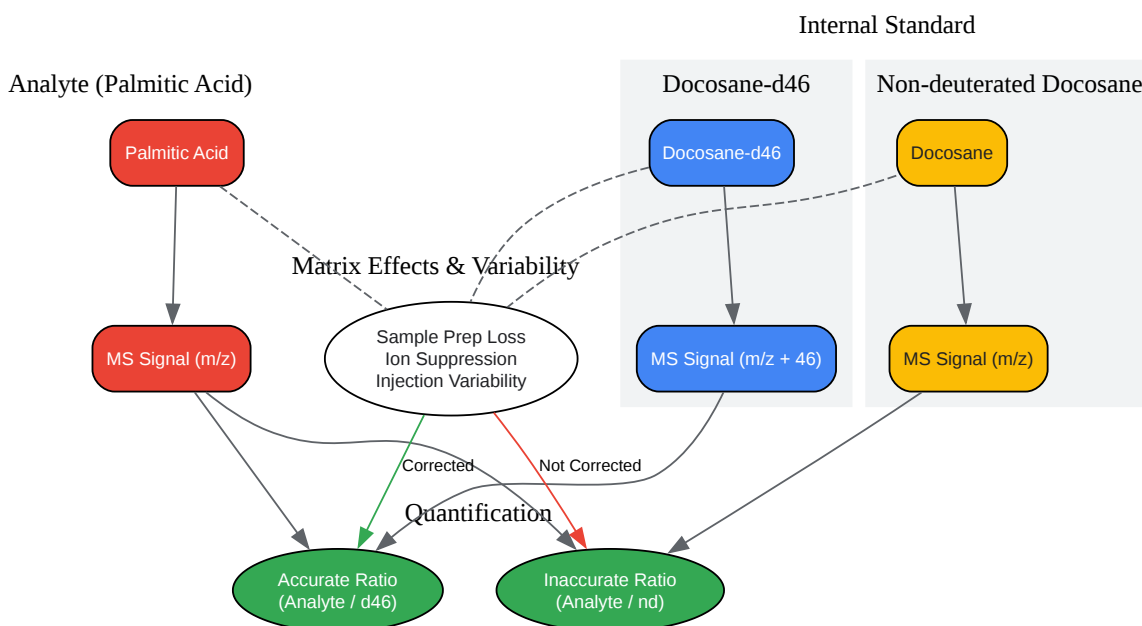 Internal Standard
Analyte (Palmitic Acid)
Docosane-d46
Non-deuterated Docosane
Palmitic Acid
Docosane-d46
Docosane
Matrix Effects & Variability
Sample Prep Loss
Ion Suppression
Injection Variability
MS Signal (m/z)
MS Signal (m/z + 46)
MS Signal (m/z)
Corrected
Not Corrected
Quantification
Accurate Ratio
(Analyte / d46)
Inaccurate Ratio
(Analyte / nd)